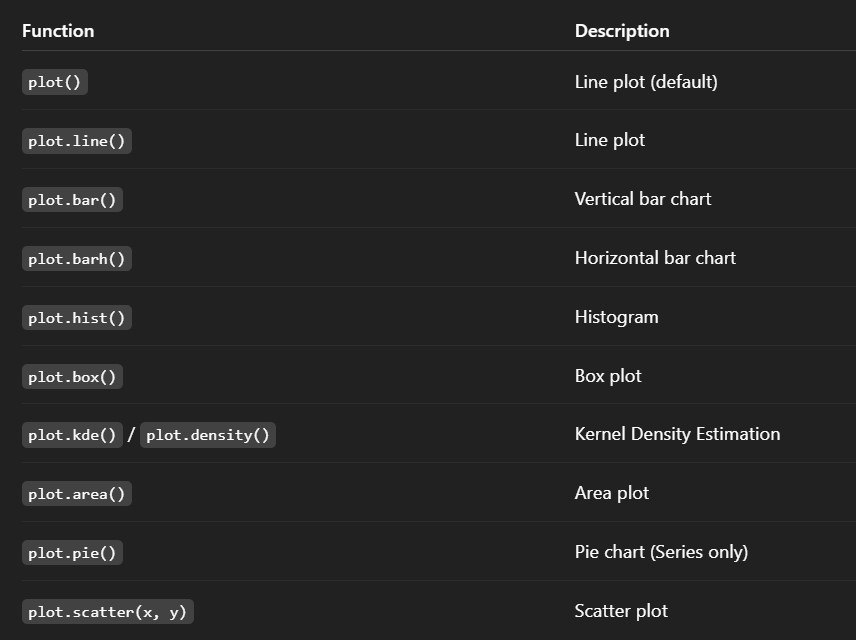 Function Description
plot() Line plot (default)
plot.line() Line plot
plot.bar() Vertical bar chart
plot.barh() Horizontal bar chart
plot.hist() Histogram
plot.box() Box plot
plot.kde() / plot.density() Kernel Density Estimation
plot.area() Area plot
plot.pie() Pie chart (Series only)
plot.scatter(x, y) Scatter plot